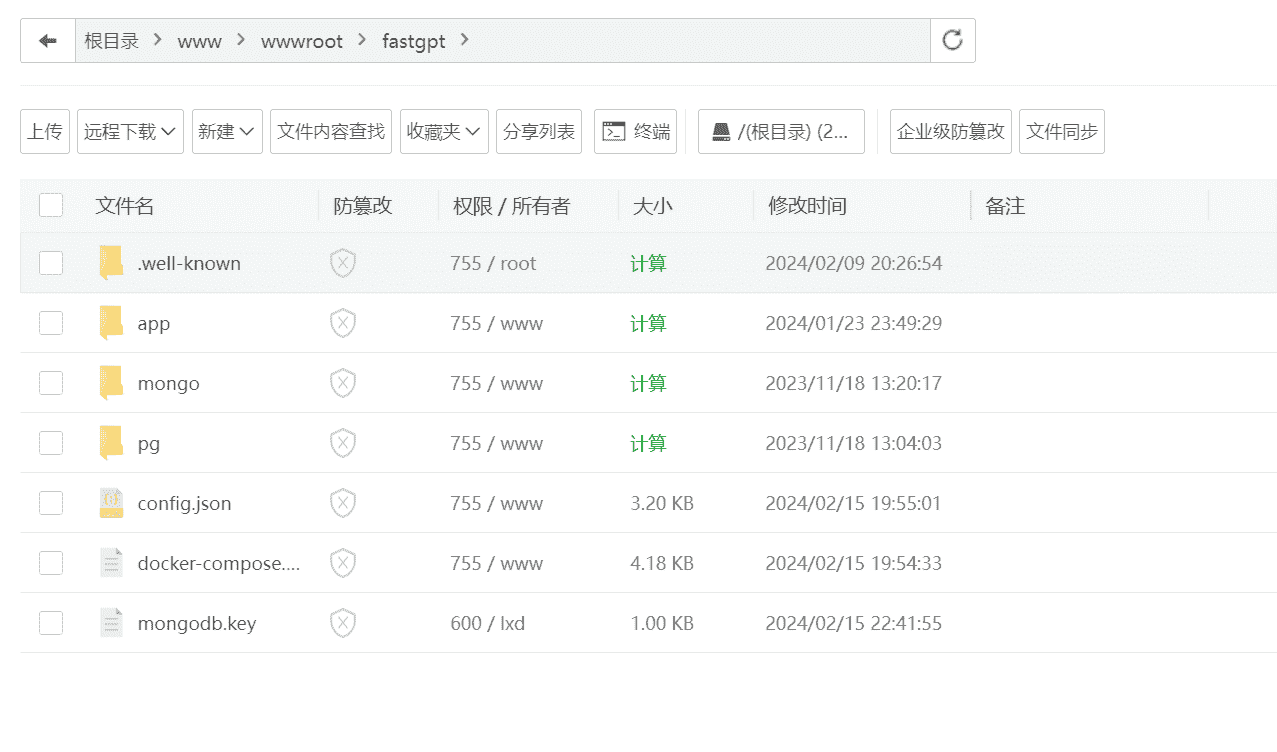 根目录 www wwwroot fastgpt
上传 远程下载 新建 文件内容查找 收藏夹 分享列表 终端 /(根目录) (2... 企业级防篡改 文件同步
文件名 防篡改 权限 / 所有者 大小 修改时间 备注
.well-known 755 / root 计算 2024/02/09 20:26:54
app 755 / www 计算 2024/01/23 23:49:29
mongo 755 / www 计算 2023/11/18 13:20:17
pg 755 / www 计算 2023/11/18 13:04:03
config.json 755 / www 3.20 KB 2024/02/15 19:55:01
docker-compose.... 755 / www 4.18 KB 2024/02/15 19:54:33
mongodb.key 600 / lxd 1.00 KB 2024/02/15 22:41:55